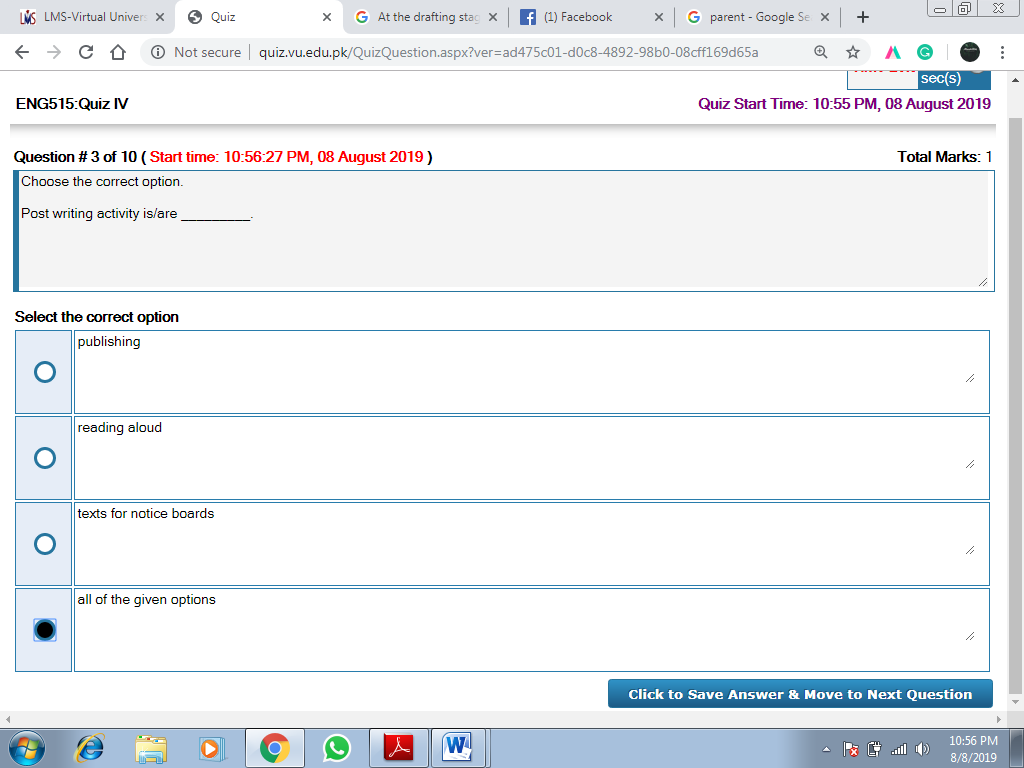 LMS-Virtual Univers
Quiz
At the drafting stag
(1) Facebook
parent - Google Se
Not secure
quiz.vu.edu.pk/QuizQuestion.aspx?ver=ad475c01-d0c8-4892-98b0-08cff169d65a
sec(s)
ENG515:Quiz IV
Quiz Start Time: 10:55 PM, 08 August 2019
Question # 3 of 10 ( Start time: 10:56:27 PM, 08 August 2019 )
Total Marks: 1
Choose the correct option.
Post writing activity is/are _________.
Select the correct option
publishing
reading aloud
texts for notice boards
all of the given options
Click to Save Answer & Move to Next Question
10:56 PM
8/8/2019